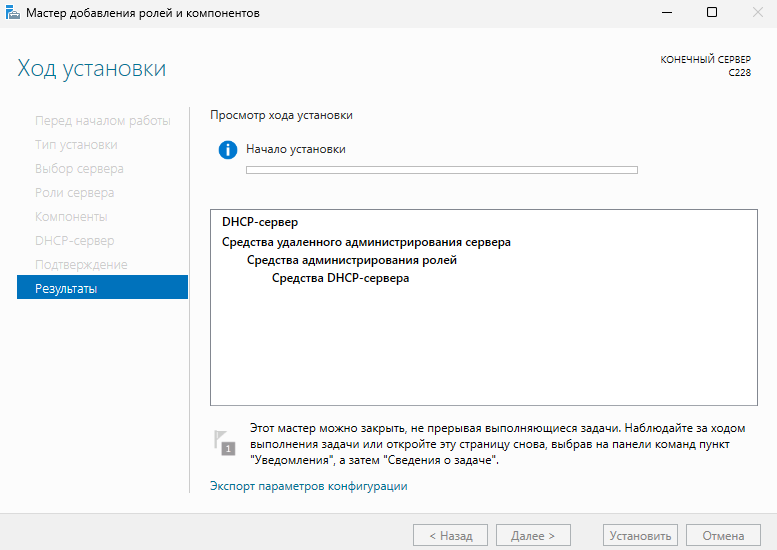 Мастер добавления ролей и компонентов
Ход установки
КОНЕЧНЫЙ СЕРВЕР
C228
Перед началом работы
Тип установки
Выбор сервера
Роли сервера
Компоненты
DHCP-сервер
Подтверждение
Результаты
Просмотр хода установки
Начало установки
DHCP-сервер
Средства удаленного администрирования сервера
Средства администрирования ролей
Средства DHCP-сервера
1
Этот мастер можно закрыть, не прерывая выполняющиеся задачи. Наблюдайте за ходом
выполнения задачи или откройте эту страницу снова, выбрав на панели команд пункт
"Уведомления", а затем "Сведения о задаче".
Экспорт параметров конфигурации
< Назад
Далее >
Установить
Отмена